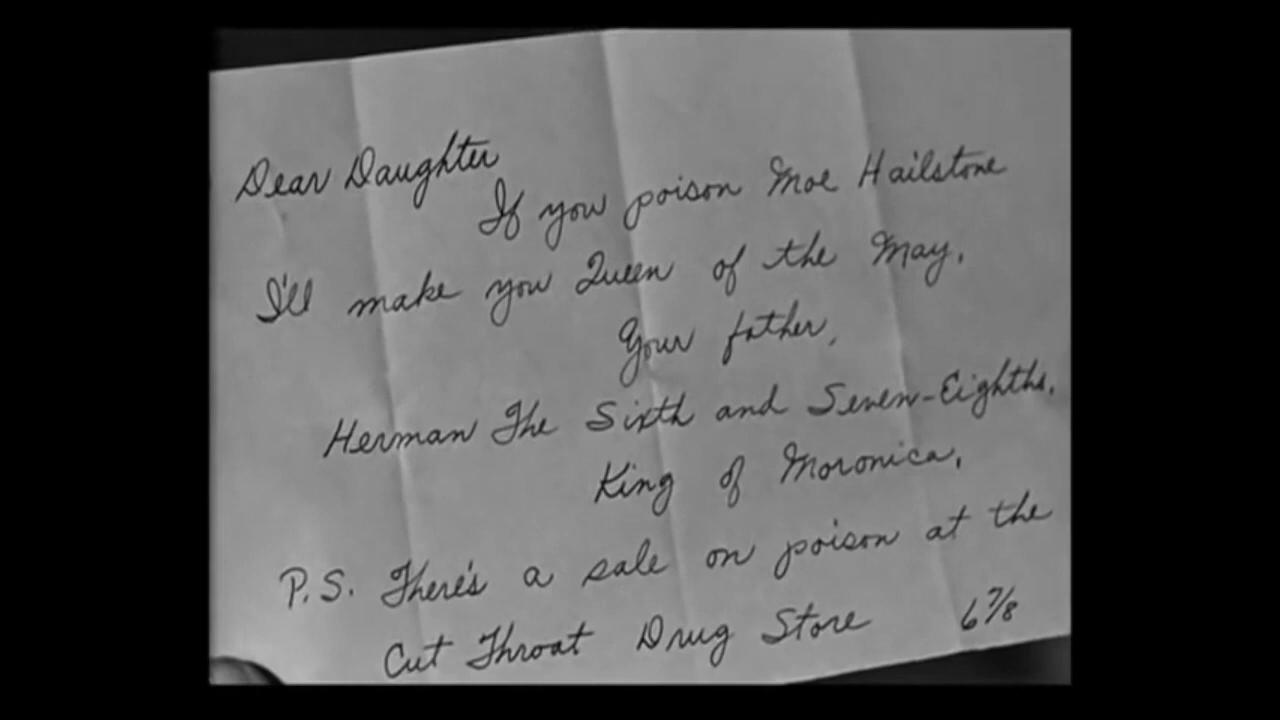 Dear Daughter
If you poison Moe Hailstone
I'll make you Queen of the May.
Your father,
Herman The Sixth and Seven-Eighths.
King of Moronica,
P.S. There's a sale on poison at the
Cut Throat Drug Store 6 7/8